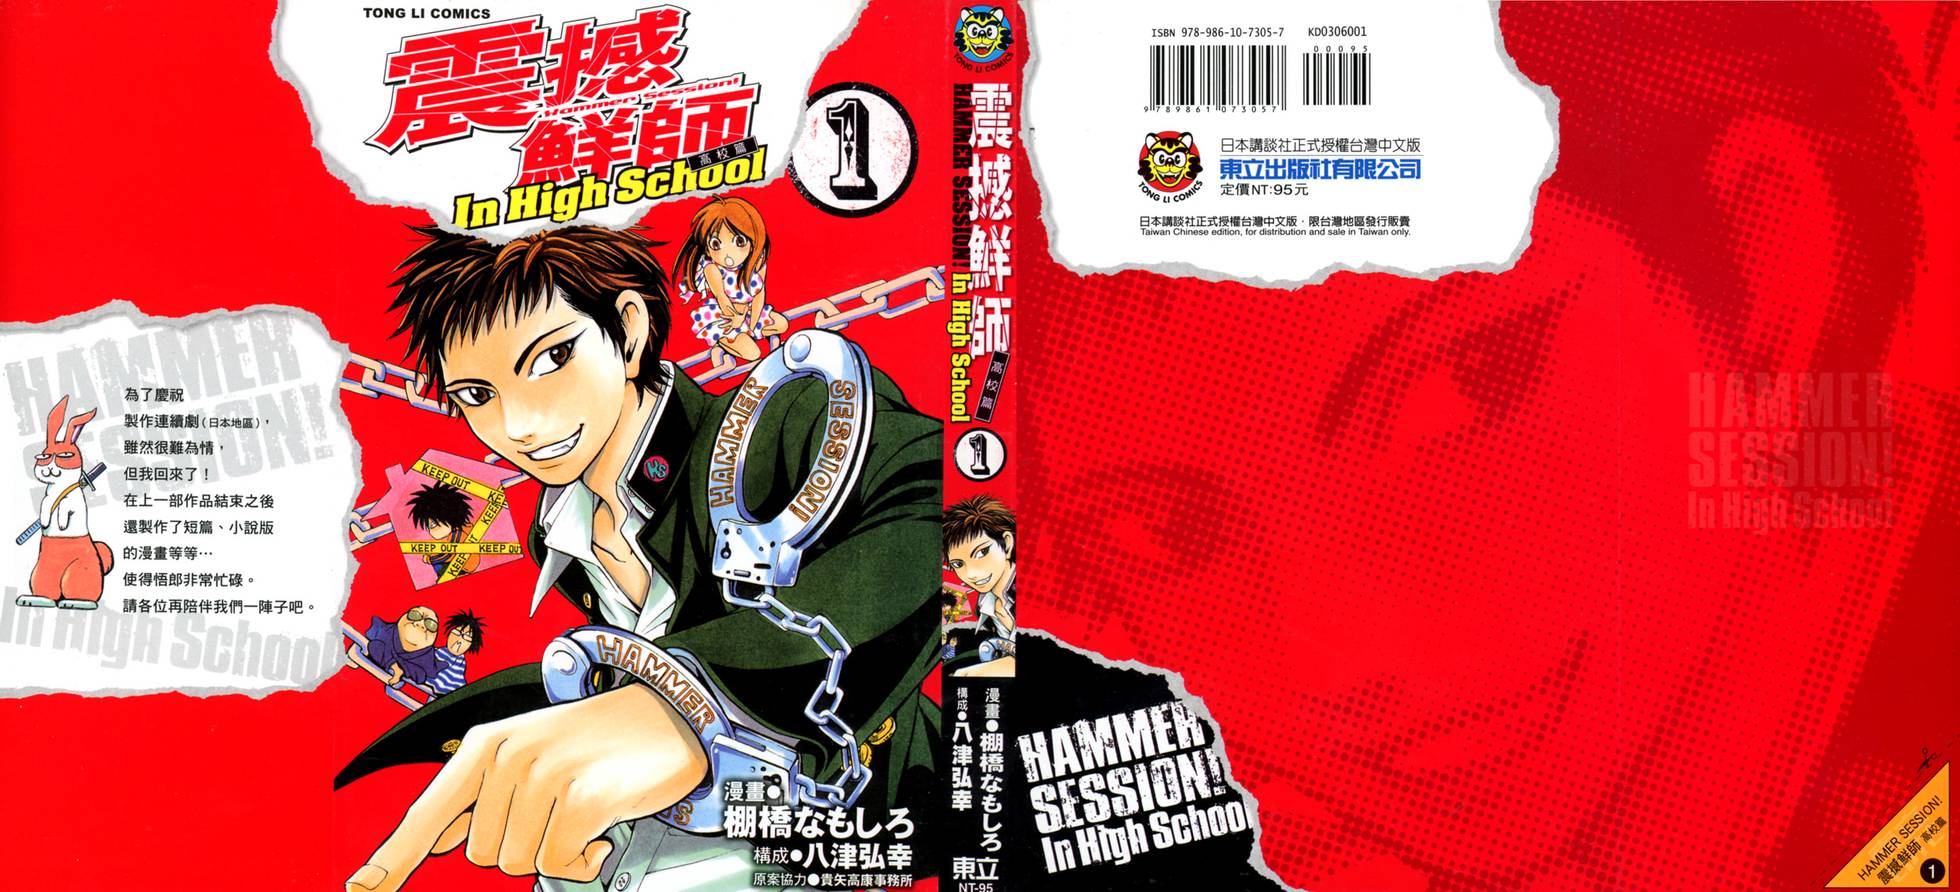 HAMMER
SESSION!
In High School
為了慶祝
製作連續劇(日本地區)，
雖然很難為情，
但我回來了！
在上一部作品結束之後
還製作了短篇、小說版
的漫畫等等…
使得悟郎非常忙碌。
請各位再陪伴我們一陣子吧。
TONG LI COMICS
震撼
Hammer Session!
鮮師
高校篇
In High School
1
HAMMER
SESSION!
KEEP OUT
KE
KEEP OUT
KEEP OUT
KEEP OU
KEEP
HAMMER
漫畫●
棚橋なもしろ
構成●八津弘幸
原案協力●貴矢高康事務所
TONG LI COMICS
震撼鮮師
HAMMER SESSION! In High School
高校篇
1
漫畫●棚橋なもしろ
構成●八津弘幸
東立
NT-95
ISBN 978-986-10-7305-7 KD0306001
00095
9 789861 073057
TONG LI COMICS
日本講談社正式授權台灣中文版
東立出版社有限公司
定價NT:95元
日本講談社正式授權台灣中文版・限台灣地區發行販賣
Taiwan Chinese edition, for distribution and sale in Taiwan only.
HAMMER
SESSION!
In High School
HAMMER
SESSION!
In High School
HAMMER SESSION!
震撼鮮師 高校篇
1